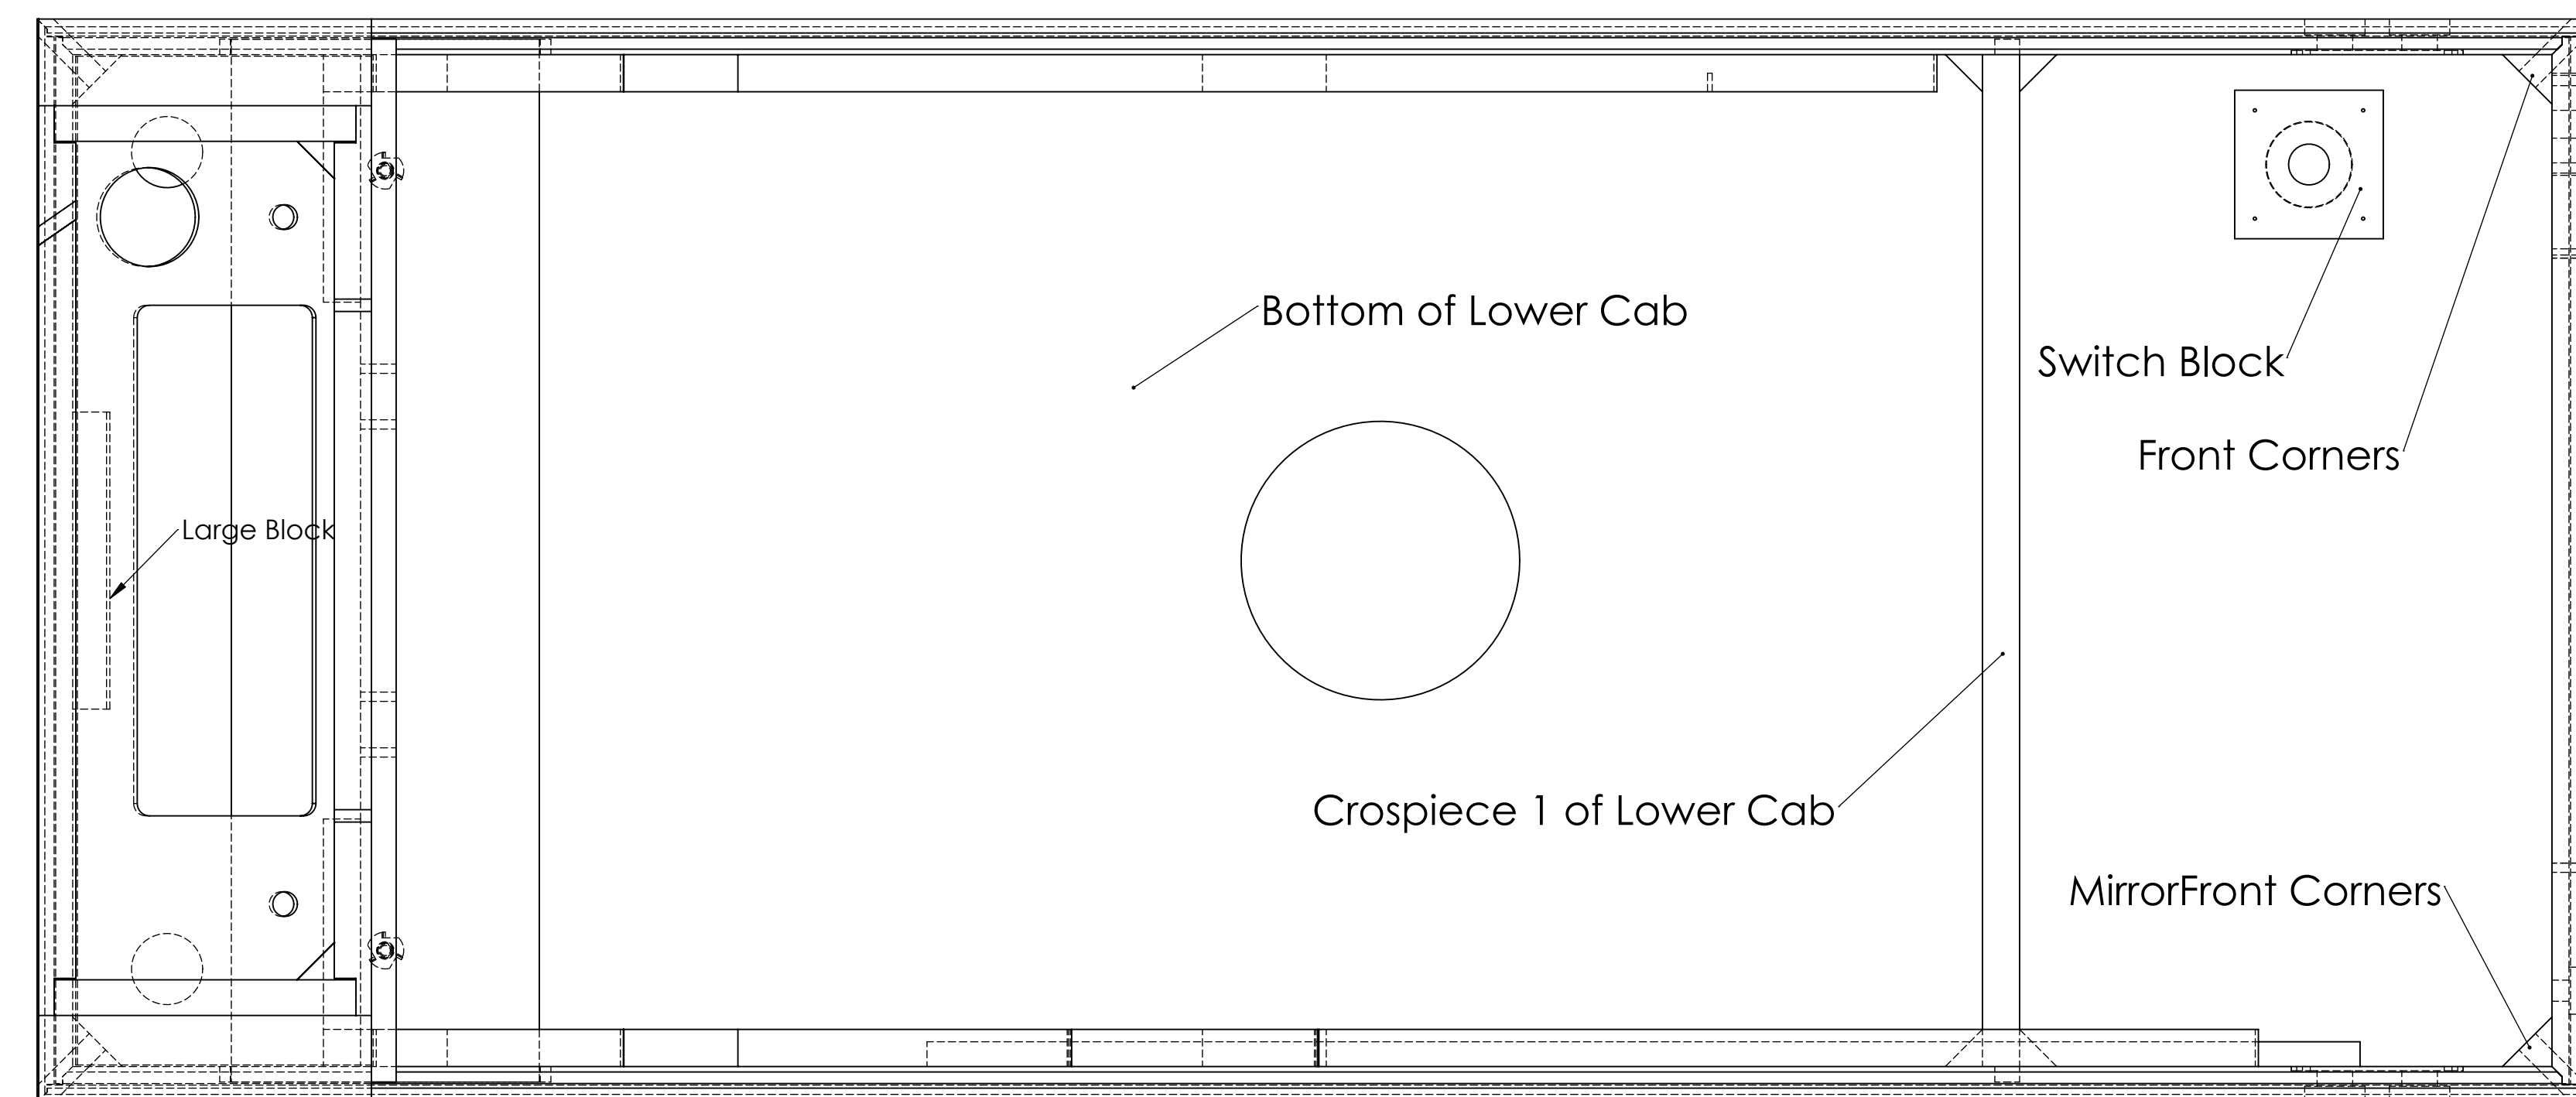 Bottom of Lower Cab
Switch Block
Front Corners
Large Block
Crospiece 1 of Lower Cab
MirrorFront Corners